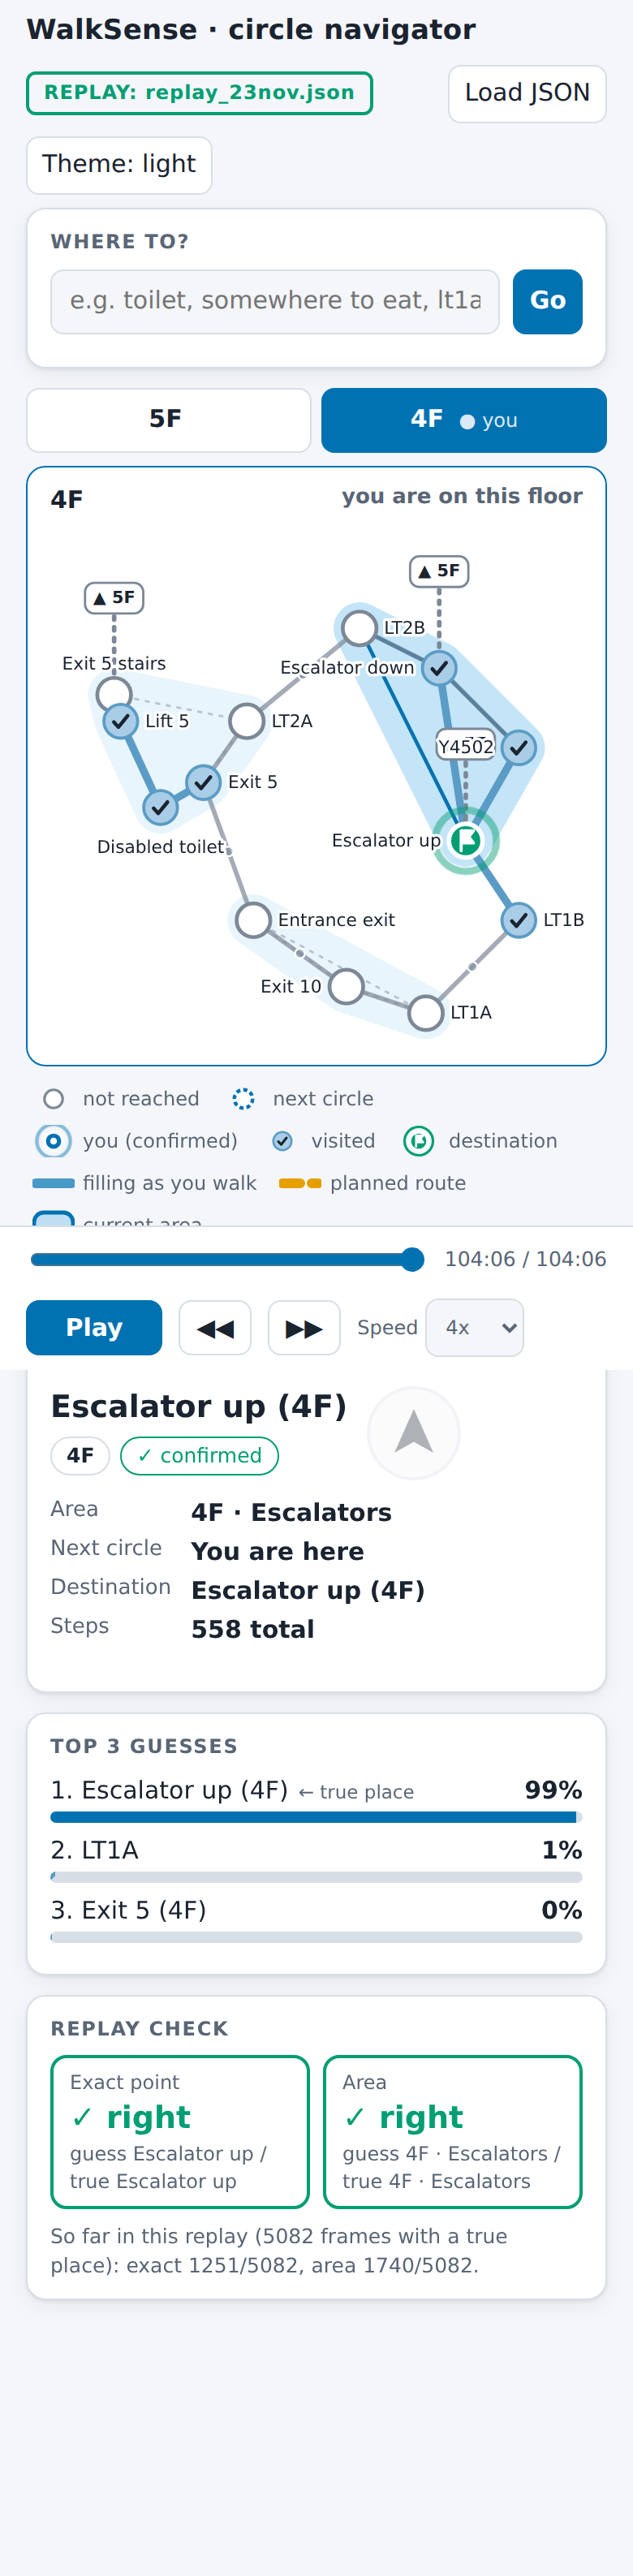 WalkSense · circle navigator
REPLAY: replay_23nov.json
Load JSON
Theme: light
WHERE TO?
e.g. toilet, somewhere to eat, lt1a
Go
5F
4F
you
4F
you are on this floor
▲ 5F
▲ 5F
LT2B
Exit 5 stairs
Escalator down
Lift 5
LT2A
Y4502
Exit 5
Escalator up
Disabled toilet
Entrance exit
LT1B
Exit 10
LT1A
not reached
next circle
you (confirmed)
visited
destination
filling as you walk
planned route
current area
104:06 / 104:06
Play
◀◀
▶▶
Speed
4x
Escalator up (4F)
4F
✓ confirmed
Area
4F · Escalators
Next circle
You are here
Destination
Escalator up (4F)
Steps
558 total
TOP 3 GUESSES
1. Escalator up (4F) ← true place 99%
2. LT1A 1%
3. Exit 5 (4F) 0%
REPLAY CHECK
Exact point
✓ right
guess Escalator up /
true Escalator up
Area
✓ right
guess 4F · Escalators /
true 4F · Escalators
So far in this replay (5082 frames with a true
place): exact 1251/5082, area 1740/5082.